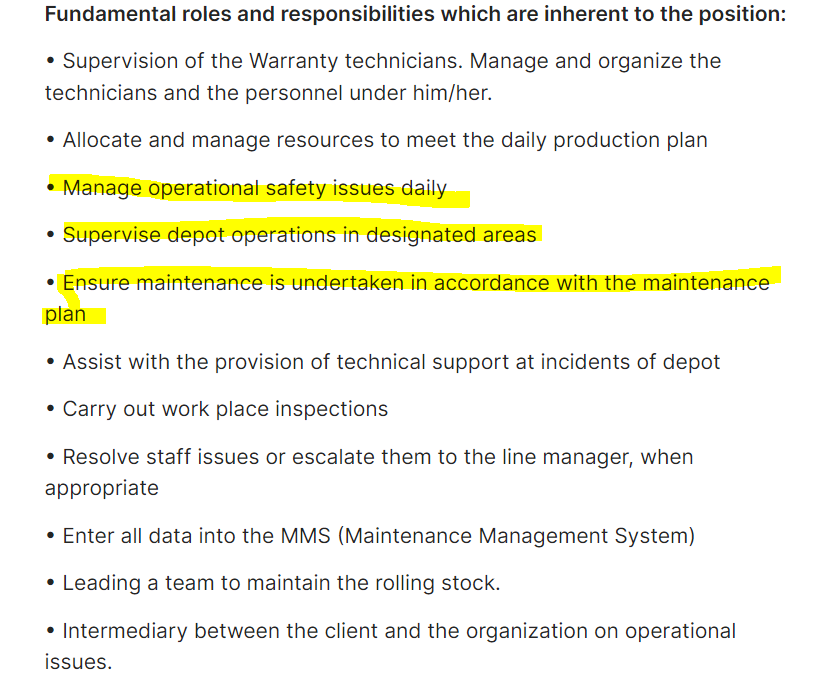 Fundamental roles and responsibilities which are inherent to the position:
• Supervision of the Warranty technicians. Manage and organize the
technicians and the personnel under him/her.
• Allocate and manage resources to meet the daily production plan
• Manage operational safety issues daily
• Supervise depot operations in designated areas
• Ensure maintenance is undertaken in accordance with the maintenance
plan
• Assist with the provision of technical support at incidents of depot
• Carry out work place inspections
• Resolve staff issues or escalate them to the line manager, when
appropriate
• Enter all data into the MMS (Maintenance Management System)
• Leading a team to maintain the rolling stock.
• Intermediary between the client and the organization on operational
issues.